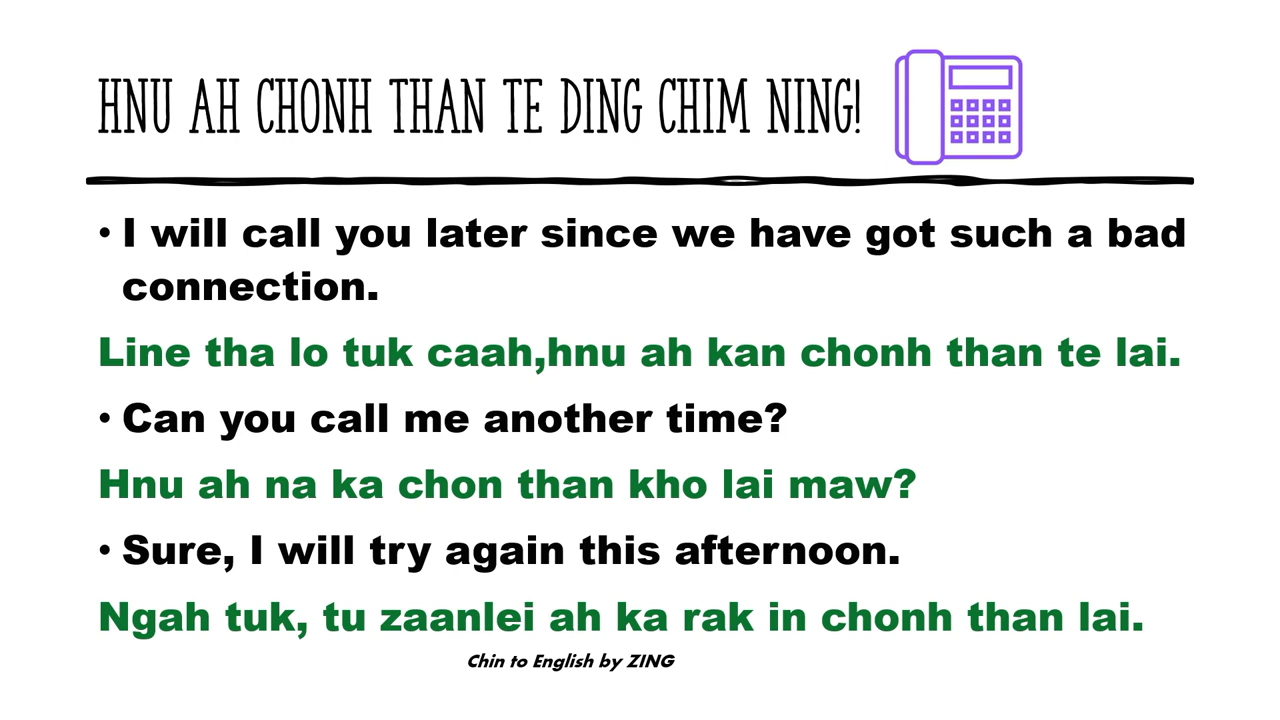 HNU AH CHONH THAN TE DING CHIM NING!
• I will call you later since we have got such a bad
connection.
Line tha lo tuk caah,hnu ah kan chonh than te lai.
• Can you call me another time?
Hnu ah na ka chon than kho lai maw?
• Sure, I will try again this afternoon.
Ngah tuk, tu zaanlei ah ka rak in chonh than lai.
Chin to English by ZING